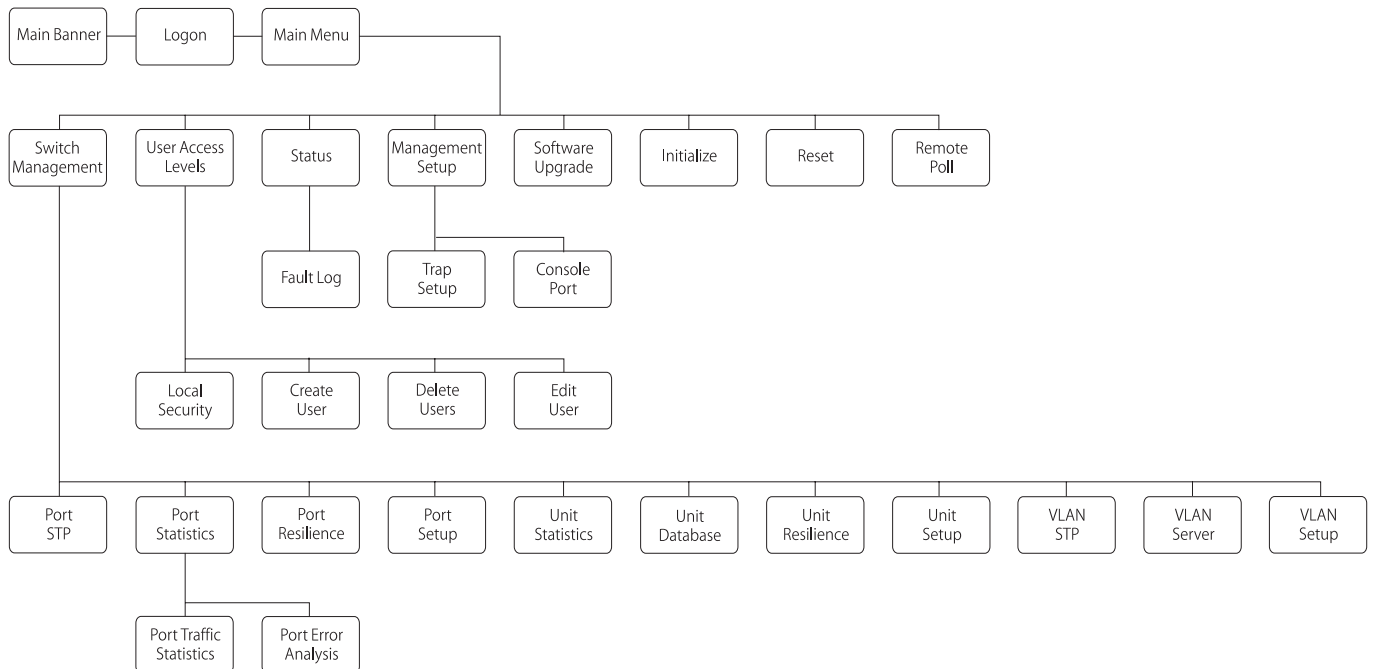 Main Banner
Logon
Main Menu
Switch
Management
User Access
Levels
Status
Management
Setup
Software
Upgrade
Initialize
Reset
Remote
Poll
Fault Log
Trap
Setup
Console
Port
Local
Security
Create
User
Delete
Users
Edit
User
Port
STP
Port
Statistics
Port
Resilience
Port
Setup
Unit
Statistics
Unit
Database
Unit
Resilience
Unit
Setup
VLAN
STP
VLAN
Server
VLAN
Setup
Port Traffic
Statistics
Port Error
Analysis